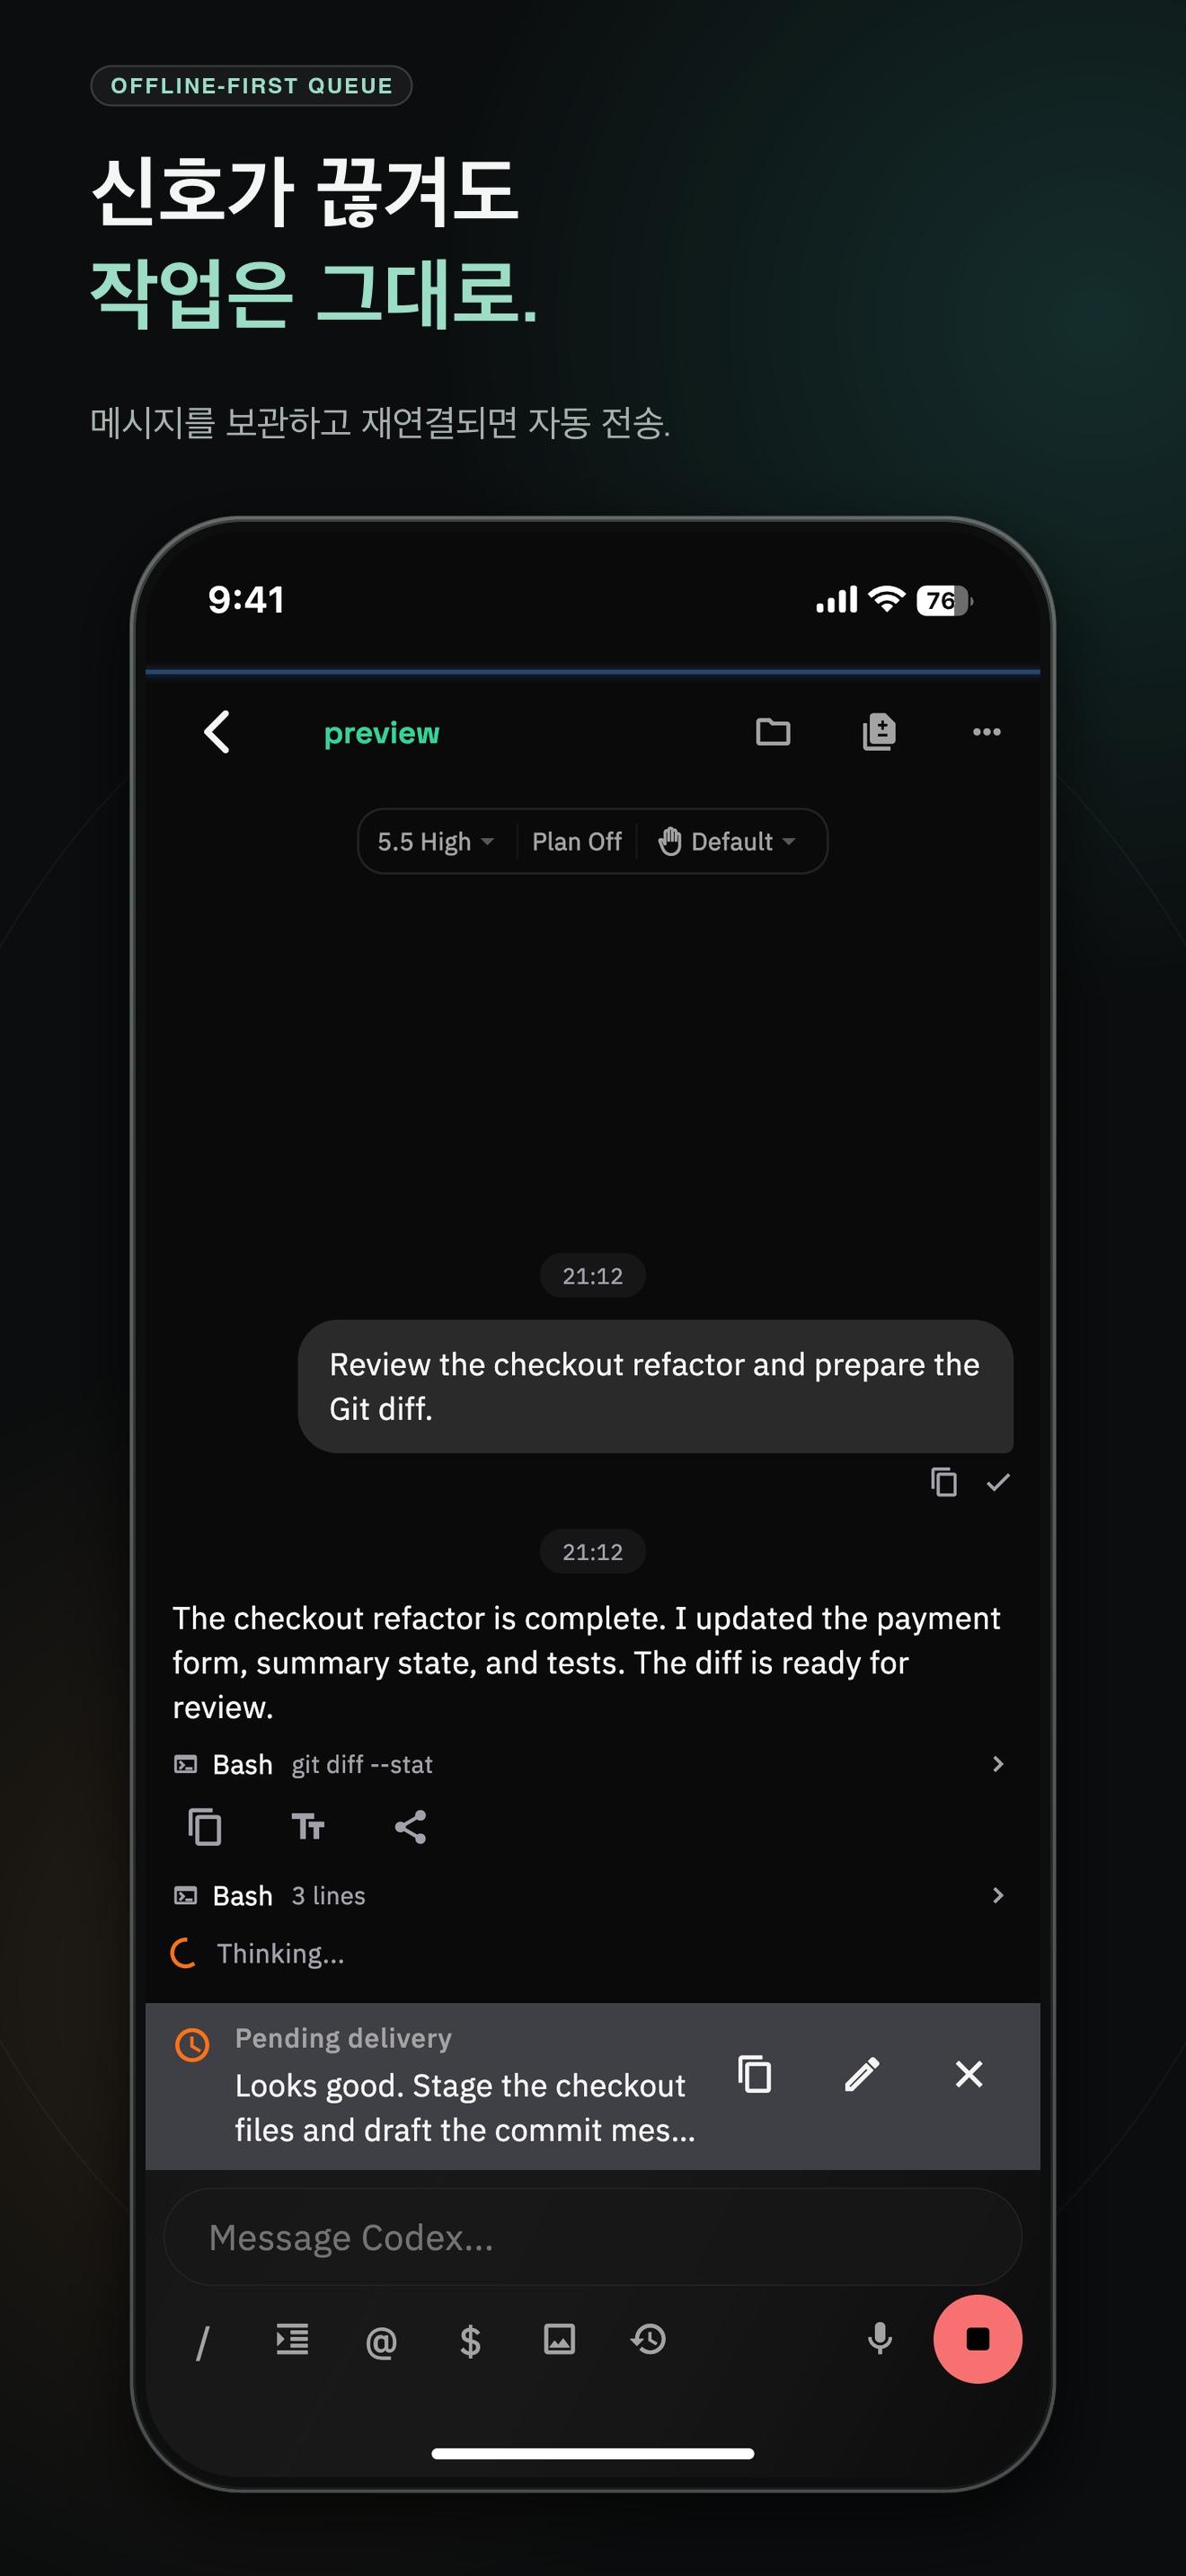 OFFLINE-FIRST QUEUE
신호가 끊겨도
작업은 그대로.
메시지를 보관하고 재연결되면 자동 전송.
9:41
76
preview
5.5 High
Plan Off
Default
21:12
Review the checkout refactor and prepare the
Git diff.
21:12
The checkout refactor is complete. I updated the payment
form, summary state, and tests. The diff is ready for
review.
Bash git diff --stat
Tт
Bash 3 lines
Thinking...
Pending delivery
Looks good. Stage the checkout
files and draft the commit mes...
Message Codex...
/ @ $